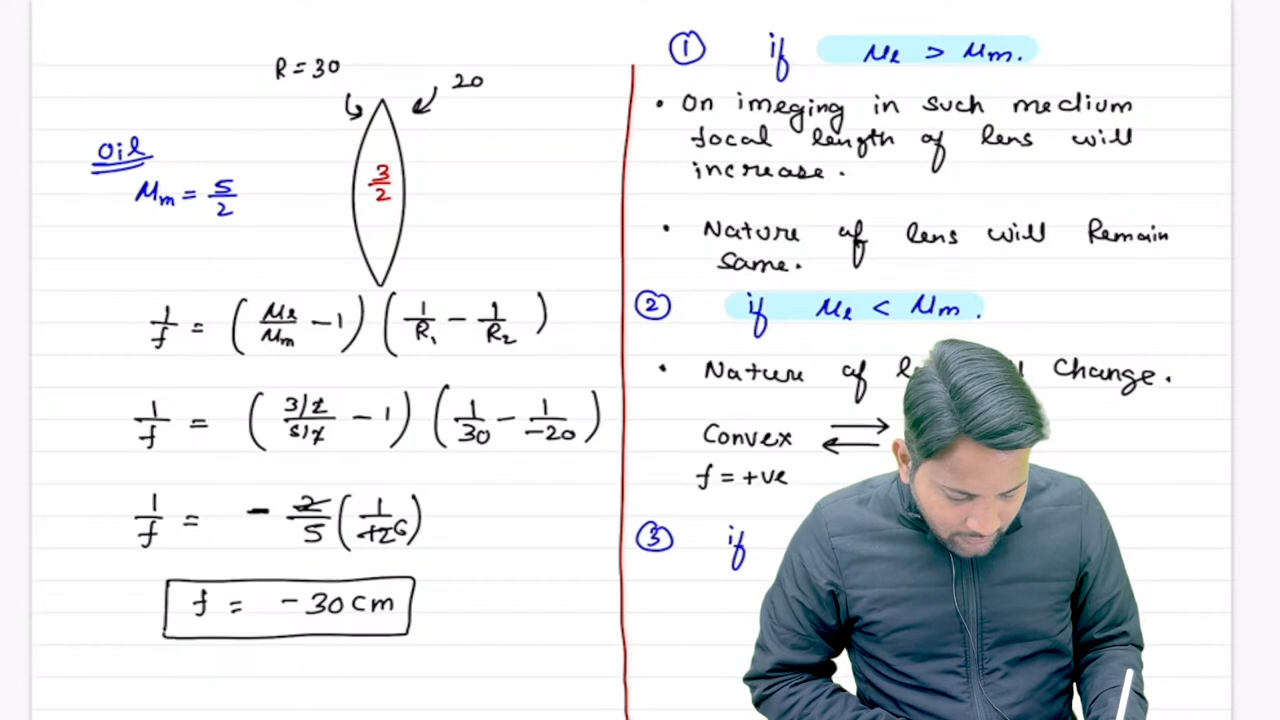 R = 30
20
Oil
μm = 5/2
3/2
1/f = (μl/μm - 1) (1/R1 - 1/R2)
1/f = (3/2/5/2 - 1) (1/30 - 1/-20)
1/f = - 2/5 (1/126)
f = - 30 cm
1 if μl > μm.
• On imeging in such medium
focal length of lens will
increase.
• Nature of lens will Remain
same.
2 if μl < μm.
• Nature of change.
Convex ⇄
f = +ve
3 if